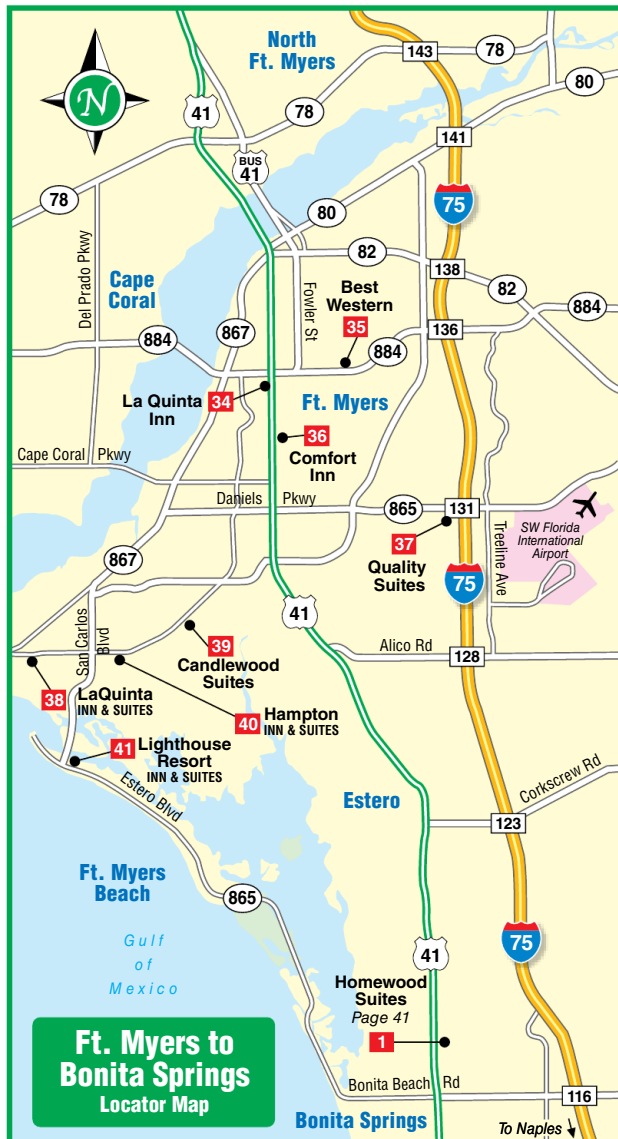 North
Ft. Myers
143
78
80
41
78
141
BUS
41
N
75
78
80
Del Prado Pkwy
82
138
Cape
Coral
Fowler St
Best
Western
82
884
867
35
136
884
884
La Quinta
Inn
34
Ft. Myers
36
Comfort
Inn
Cape Coral Pkwy
Daniels Pkwy
865
131
SW Florida
International
Airport
37
Quality
Suites
Treeline Ave
867
75
San Carlos
Blvd
41
39
Candlewood
Suites
Alico Rd
128
38
LaQuinta
INN & SUITES
40
Hampton
INN & SUITES
41
Lighthouse
Resort
INN & SUITES
Estero Blvd
Corkscrew Rd
Estero
123
Ft. Myers
Beach
865
Gulf
of
Mexico
41
75
Homewood
Suites
Page 41
1
Ft. Myers to
Bonita Springs
Locator Map
Bonita Beach Rd
116
Bonita Springs
To Naples